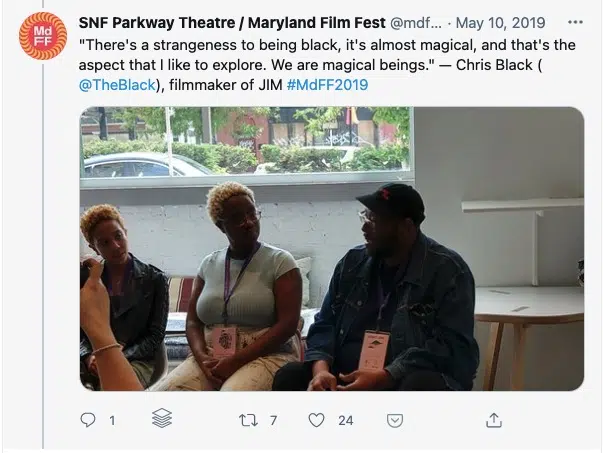 Md
FF
SNF Parkway Theatre / Maryland Film Fest @mdf... · May 10, 2019
"There's a strangeness to being black, it's almost magical, and that's the
aspect that I like to explore. We are magical beings." — Chris Black (
@TheBlack), filmmaker of JIM #MdFF2019
1
7
24